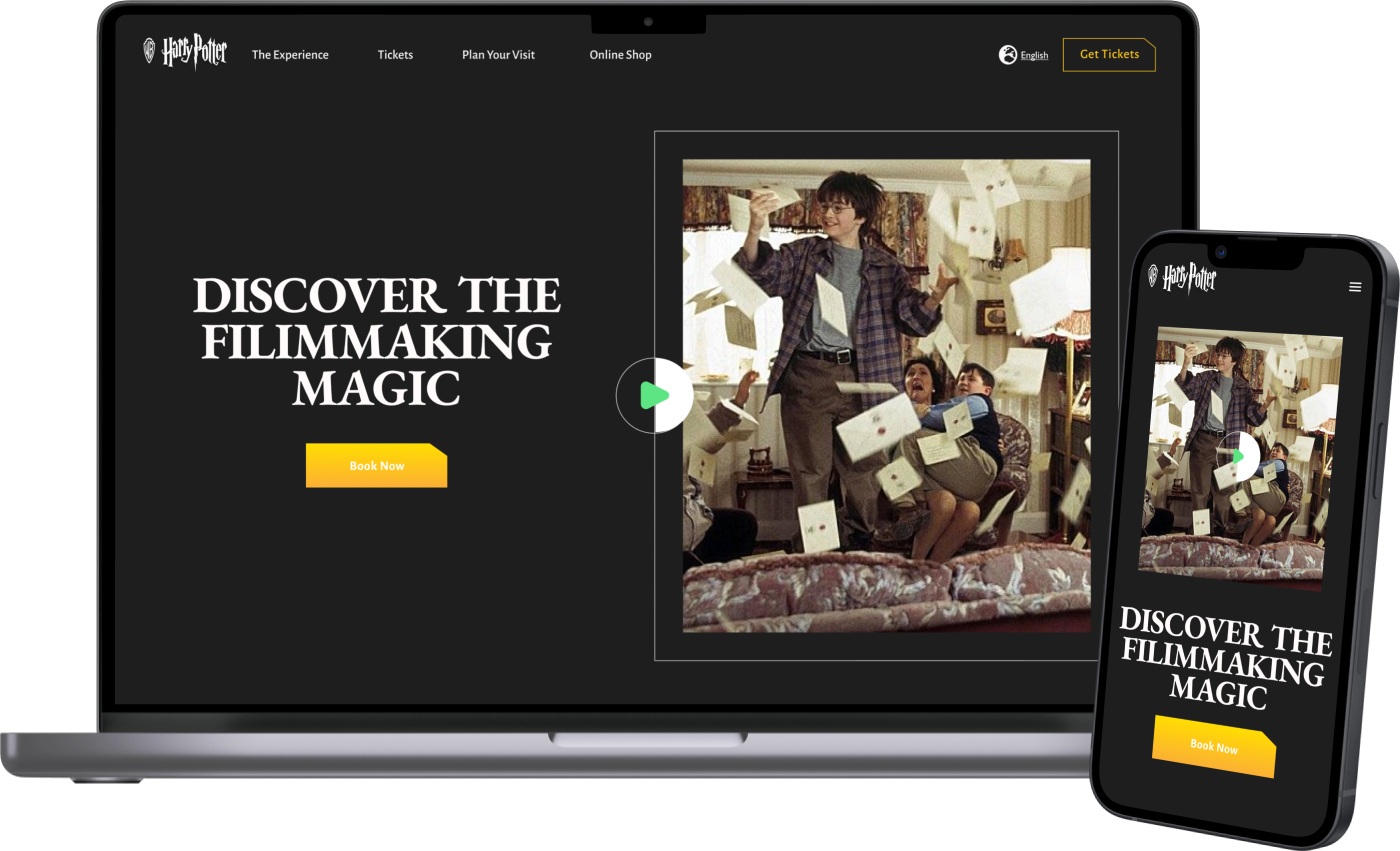 WB Harry Potter
The Experience
Tickets
Plan Your Visit
Online Shop
English
Get Tickets
DISCOVER THE
FILIMMAKING
MAGIC
Book Now
WB Harry Potter
DISCOVER THE
FILIMMAKING
MAGIC
Book Now